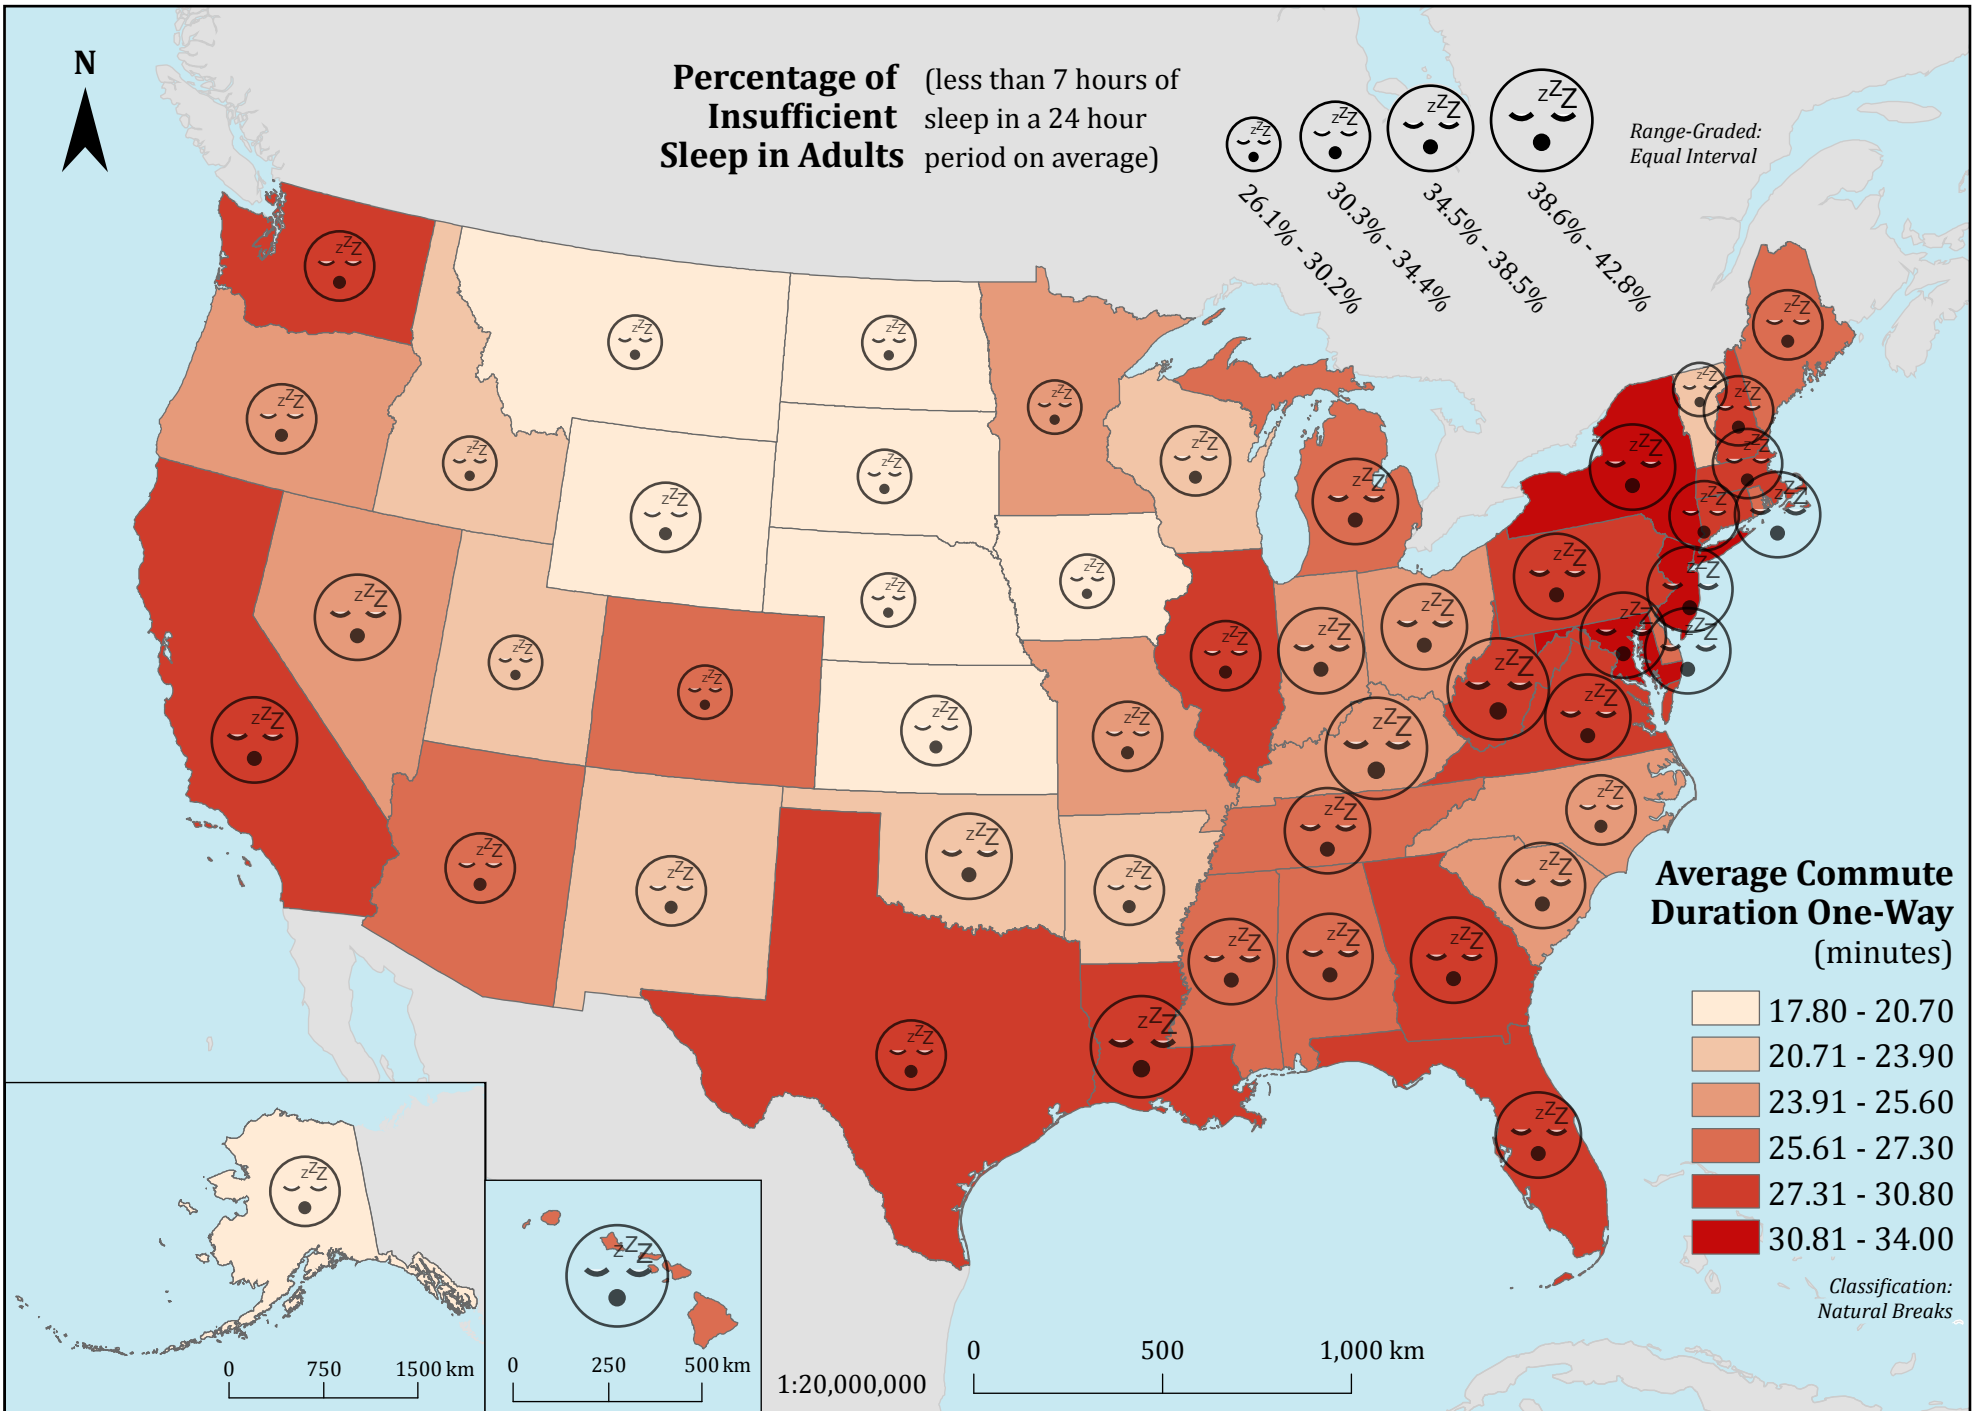 N
Percentage of
Insufficient
Sleep in Adults
(less than 7 hours of
sleep in a 24 hour
period on average)
zZZ
zZZ
zZZ
zZZ
26.1% - 30.2%
30.3% - 34.4%
34.5% - 38.5%
38.6% - 42.8%
Range-Graded:
Equal Interval
Average Commute
Duration One-Way
(minutes)
17.80 - 20.70
20.71 - 23.90
23.91 - 25.60
25.61 - 27.30
27.31 - 30.80
30.81 - 34.00
Classification:
Natural Breaks
0 750 1500 km
0 250 500 km
1:20,000,000
0 500 1,000 km